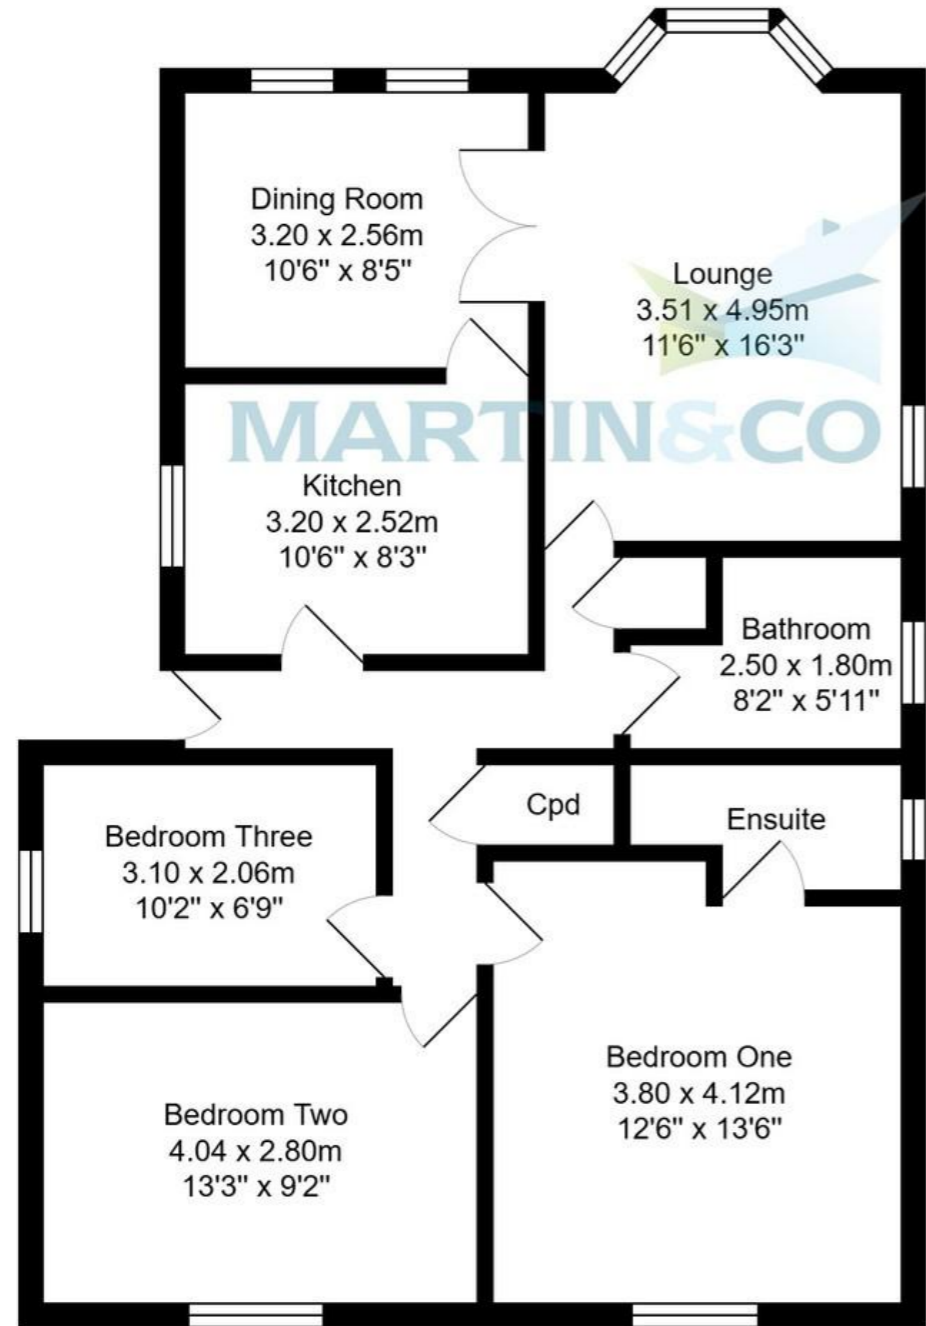 Dining Room
3.20 x 2.56m
10'6" x 8'5"
Lounge
3.51 x 4.95m
11'6" x 16'3"
MARTIN&CO
Kitchen
3.20 x 2.52m
10'6" x 8'3"
Bathroom
2.50 x 1.80m
8'2" x 5'11"
Cpd
Ensuite
Bedroom Three
3.10 x 2.06m
10'2" x 6'9"
Bedroom One
3.80 x 4.12m
12'6" x 13'6"
Bedroom Two
4.04 x 2.80m
13'3" x 9'2"